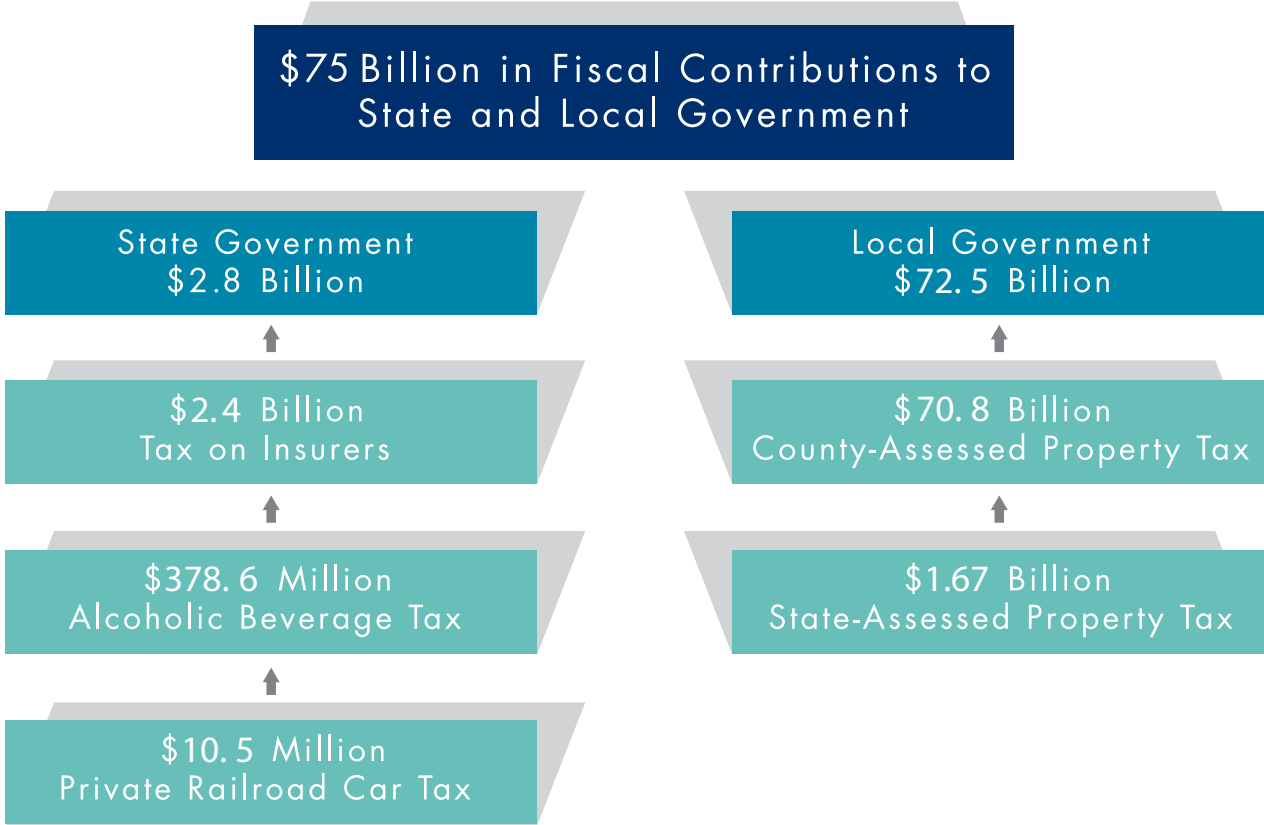 $75 Billion in Fiscal Contributions to
State and Local Government
State Government
$2.8 Billion
$2.4 Billion
Tax on Insurers
$378.6 Million
Alcoholic Beverage Tax
$10.5 Million
Private Railroad Car Tax
Local Government
$72.5 Billion
$70.8 Billion
County-Assessed Property Tax
$1.67 Billion
State-Assessed Property Tax